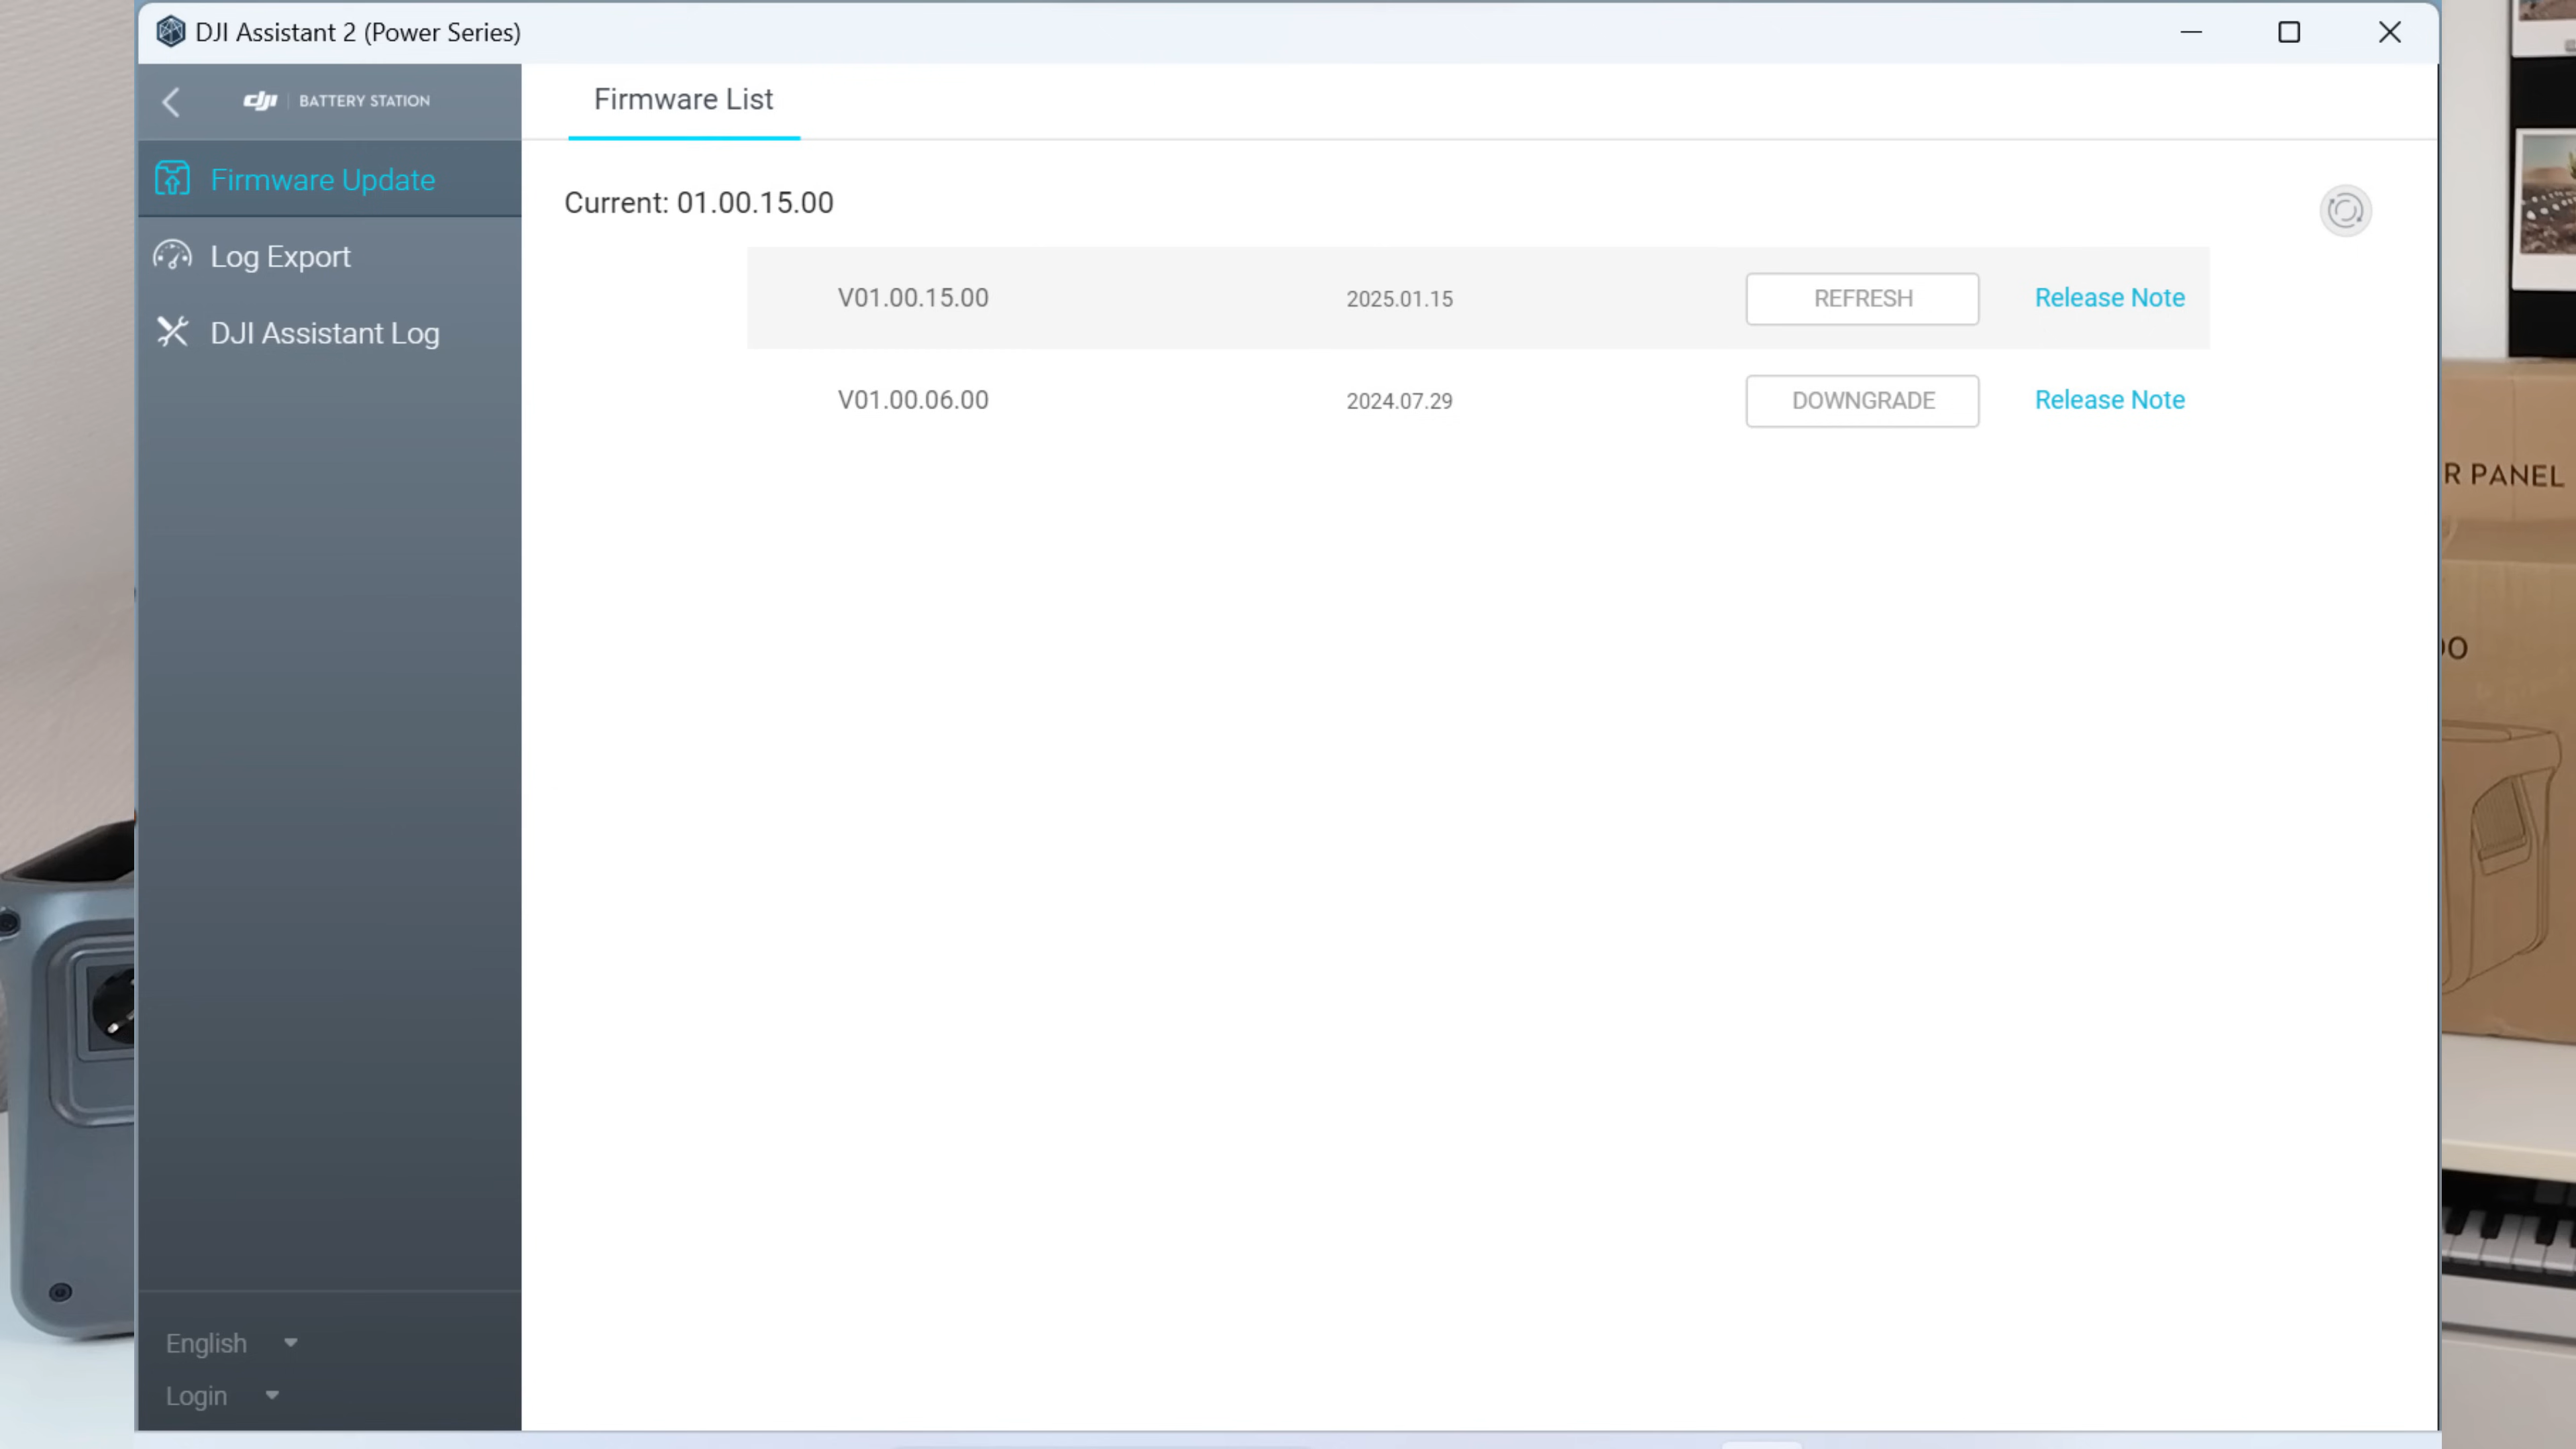 DJI Assistant 2 (Power Series)
dji | BATTERY STATION
Firmware Update
Log Export
DJI Assistant Log
English
Login
Firmware List
Current: 01.00.15.00
V01.00.15.00 2025.01.15 REFRESH Release Note
V01.00.06.00 2024.07.29 DOWNGRADE Release Note
R PANEL